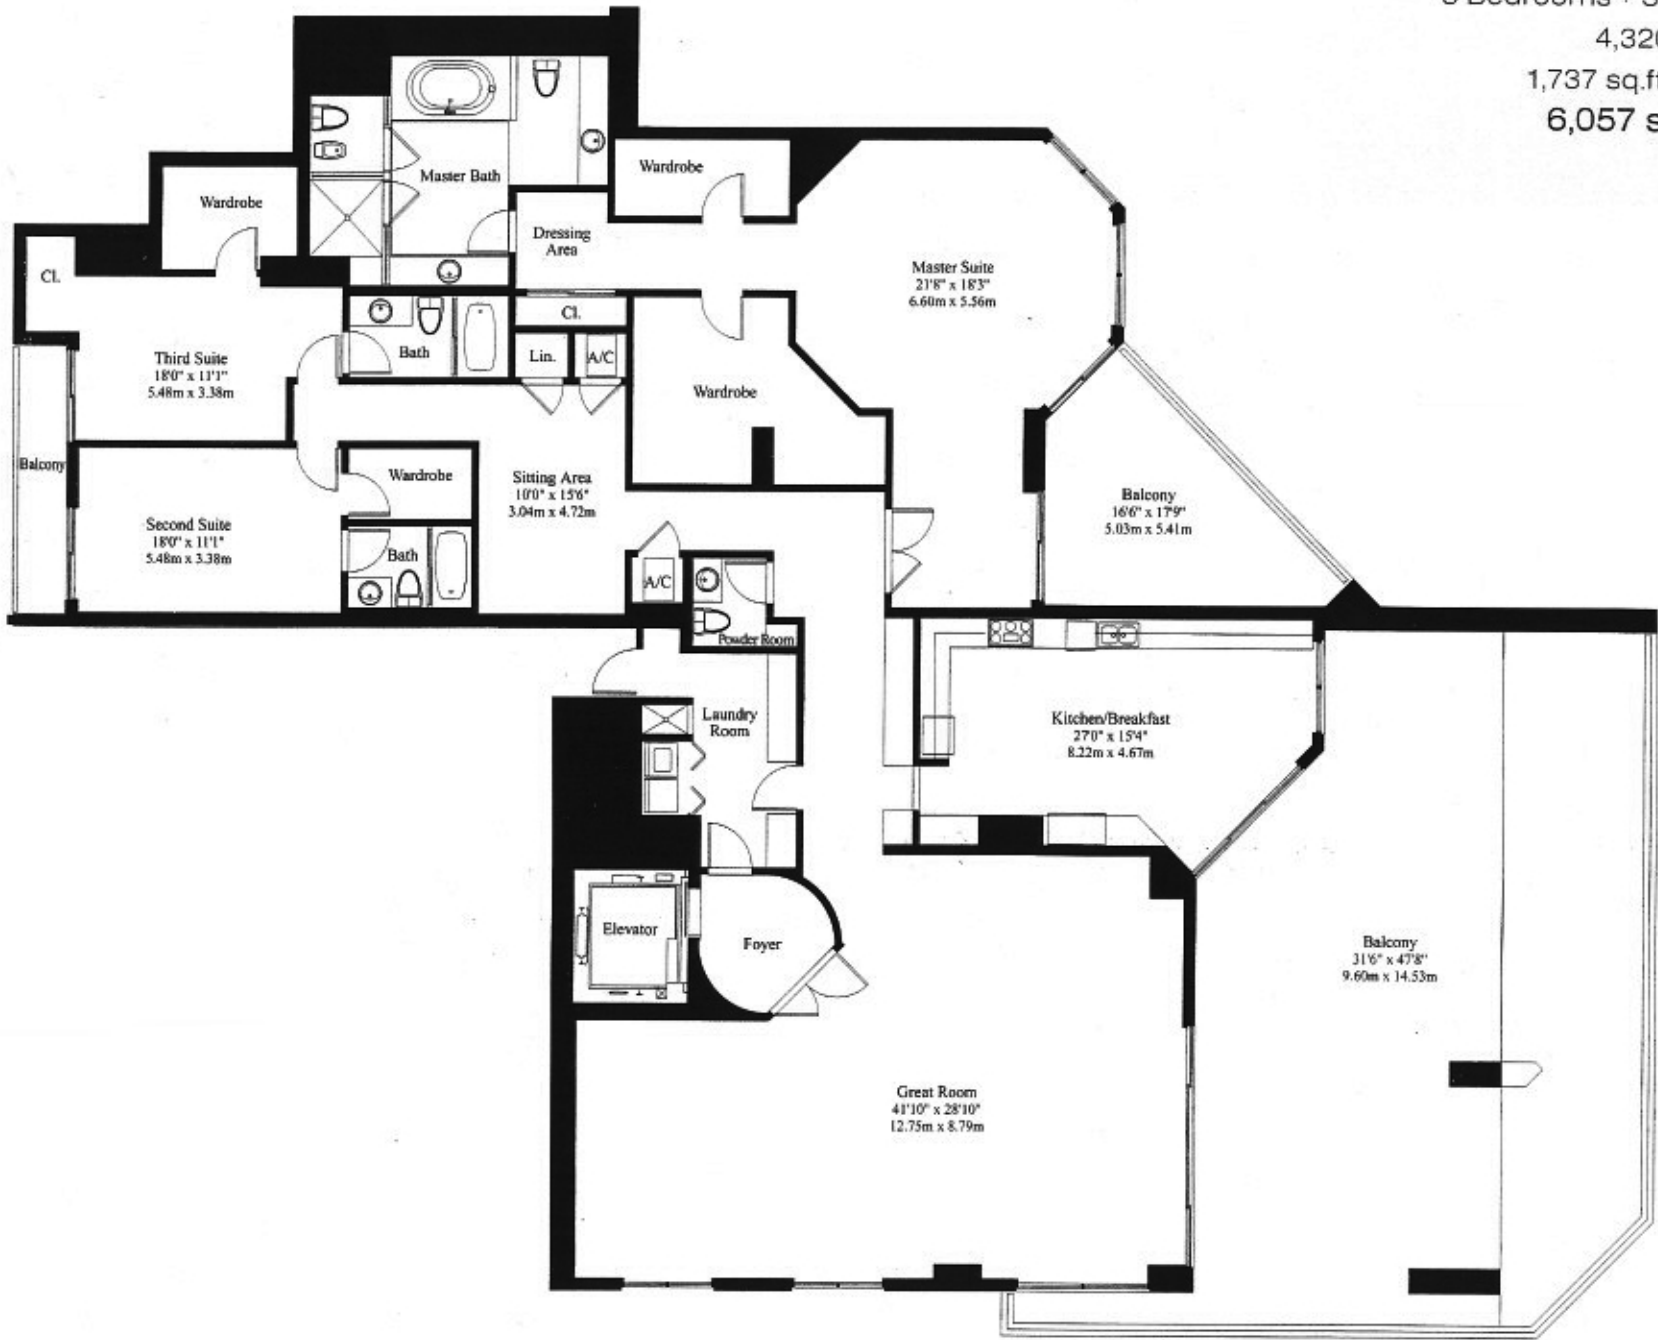 4,320
1,737 sq.ft
6,057 s
Wardrobe
Master Bath
Wardrobe
Dressing
Area
Cl.
Master Suite
21'8" x 18'3"
6.60m x 5.56m
Cl.
Third Suite
18'0" x 11'1"
5.48m x 3.38m
Bath
Lin.
A/C
Wardrobe
Balcony
Wardrobe
Sitting Area
10'0" x 15'6"
3.04m x 4.72m
Balcony
16'6" x 17'9"
5.03m x 5.41m
Second Suite
18'0" x 11'1"
5.48m x 3.38m
Bath
A/C
Powder Room
Laundry
Room
Kitchen/Breakfast
27'0" x 15'4"
8.22m x 4.67m
Elevator
Foyer
Balcony
31'6" x 47'8"
9.60m x 14.53m
Great Room
41'10" x 28'10"
12.75m x 8.79m